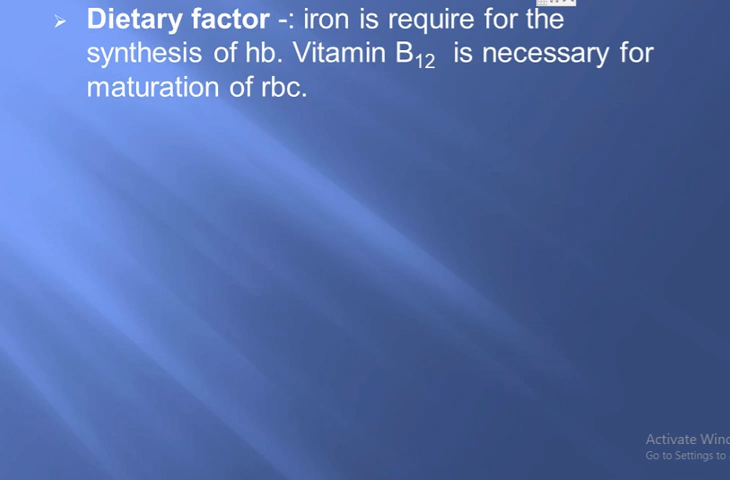 ➢ Dietary factor -: iron is require for the
synthesis of hb. Vitamin B₁₂ is necessary for
maturation of rbc.
Activate Wind
Go to Settings to